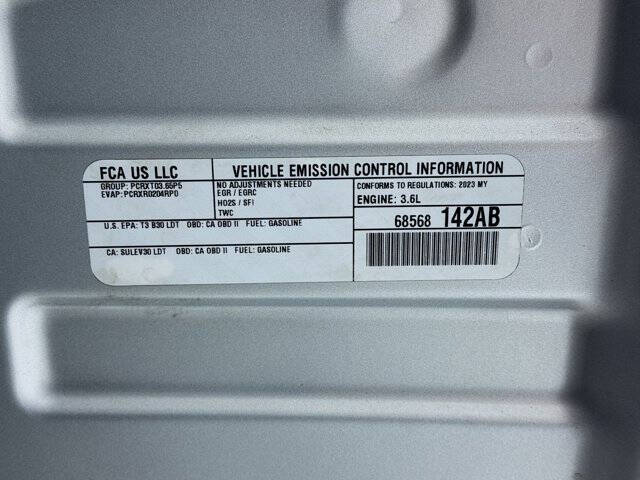 FCA US LLC
VEHICLE EMISSION CONTROL INFORMATION
GROUP: PCRXT03.65P5
EVAP: PCRXR0204RP0
NO ADJUSTMENTS NEEDED
EGR / EGRC
HO2S / SFI
TWC
CONFORMS TO REGULATIONS: 2023 MY
ENGINE: 3.6L
U.S. EPA: T3 B30 LDT OBD: CA OBD II FUEL: GASOLINE
CA: SULEV30 LDT OBD: CA OBD II FUEL: GASOLINE
68568 142AB